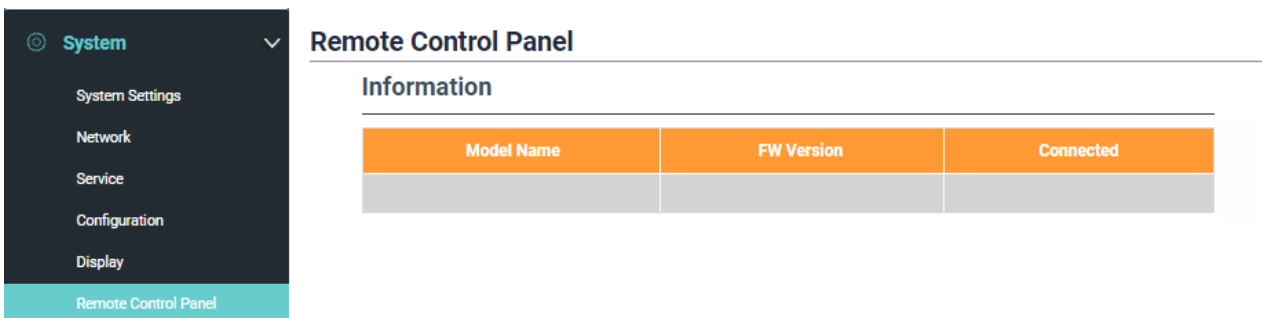 System
System Settings
Network
Service
Configuration
Display
Remote Control Panel
Remote Control Panel
Information
Model Name FW Version Connected